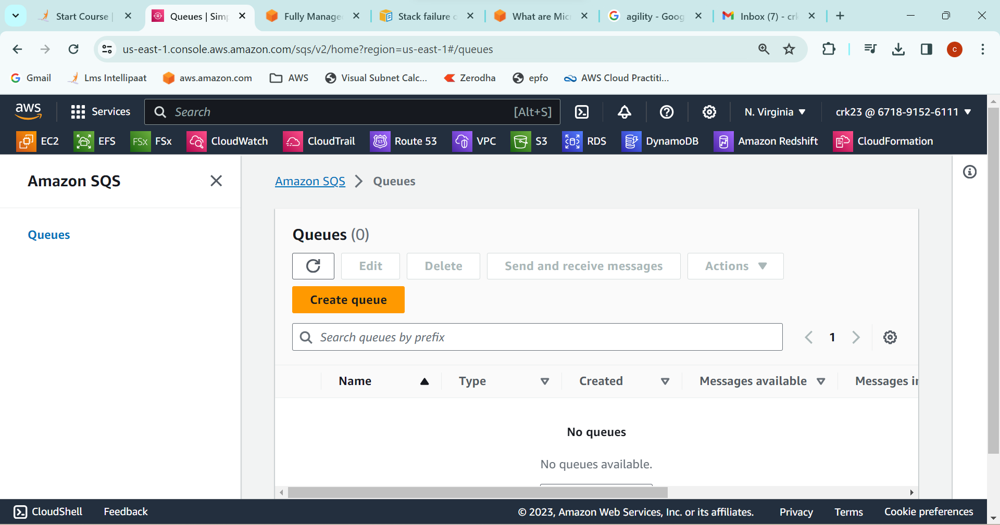 Start Course |
Queues | Sim
Fully Manage
Stack failure
What are Mic
agility - Goog
Inbox (7) - cr
us-east-1.console.aws.amazon.com/sqs/v2/home?region=us-east-1#/queues
C
Gmail
Lms Intellipaat
aws.amazon.com
AWS
Visual Subnet Calc...
Zerodha
epfo
AWS Cloud Practiti...
aws
Services
Search
[Alt+S]
N. Virginia
crk23 @ 6718-9152-6111
EC2
EFS
FSx
FSx
CloudWatch
CloudTrail
53
Route 53
VPC
S3
RDS
DynamoDB
Amazon Redshift
CloudFormation
Amazon SQS
Queues
Amazon SQS
Queues
Queues (0)
Edit
Delete
Send and receive messages
Actions
Create queue
Search queues by prefix
1
Name
Type
Created
Messages available
Messages i
No queues
No queues available.
CloudShell
Feedback
© 2023, Amazon Web Services, Inc. or its affiliates.
Privacy
Terms
Cookie preferences